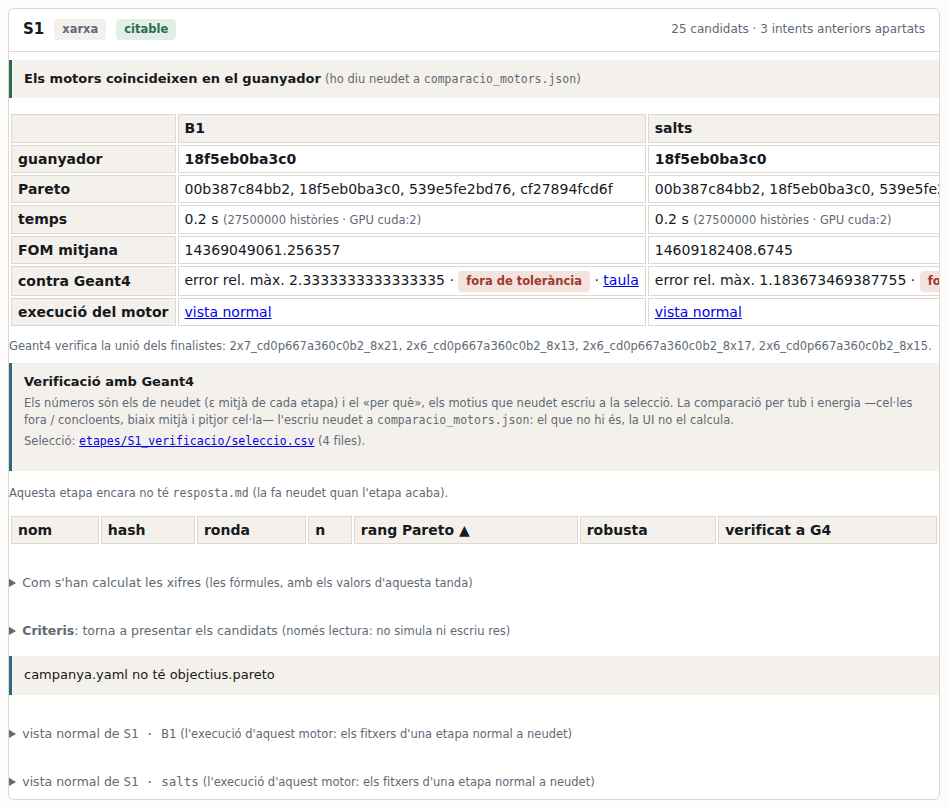 S1 xarxa citable 25 candidats · 3 intents anteriors apartats
Els motors coincideixen en el guanyador (ho diu neudet a comparacio_motors.json)
B1 salts
guanyador 18f5eb0ba3c0 18f5eb0ba3c0
Pareto 00b387c84bb2, 18f5eb0ba3c0, 539e5fe2bd76, cf27894fcd6f 00b387c84bb2, 18f5eb0ba3c0, 539e5fe
temps 0.2 s (27500000 històries · GPU cuda:2) 0.2 s (27500000 històries · GPU cuda:2)
FOM mitjana 14369049061.256357 14609182408.6745
contra Geant4 error rel. màx. 2.3333333333333335 · fora de tolerància · taula error rel. màx. 1.183673469387755 · fo
execució del motor vista normal vista normal
Geant4 verifica la unió dels finalistes: 2x7_cd0p667a360c0b2_8x21, 2x6_cd0p667a360c0b2_8x13, 2x6_cd0p667a360c0b2_8x17, 2x6_cd0p667a360c0b2_8x15.
Verificació amb Geant4
Els números són els de neudet (ε mitjà de cada etapa) i el «per què», els motius que neudet escriu a la selecció. La comparació per tub i energia —cel·les
fora / concloents, biaix mitjà i pitjor cel·la— l'escriu neudet a comparacio_motors.json: el que no hi és, la UI no el calcula.
Selecció: etapes/S1_verificacio/seleccio.csv (4 files).
Aquesta etapa encara no té resposta.md (la fa neudet quan l'etapa acaba).
nom hash ronda n rang Pareto ▲ robusta verificat a G4
▶ Com s'han calculat les xifres (les fórmules, amb els valors d'aquesta tanda)
▶ Criteris: torna a presentar els candidats (només lectura: no simula ni escriu res)
campanya.yaml no té objectius.pareto
▶ vista normal de S1 · B1 (l'execució d'aquest motor: els fitxers d'una etapa normal a neudet)
▶ vista normal de S1 · salts (l'execució d'aquest motor: els fitxers d'una etapa normal a neudet)